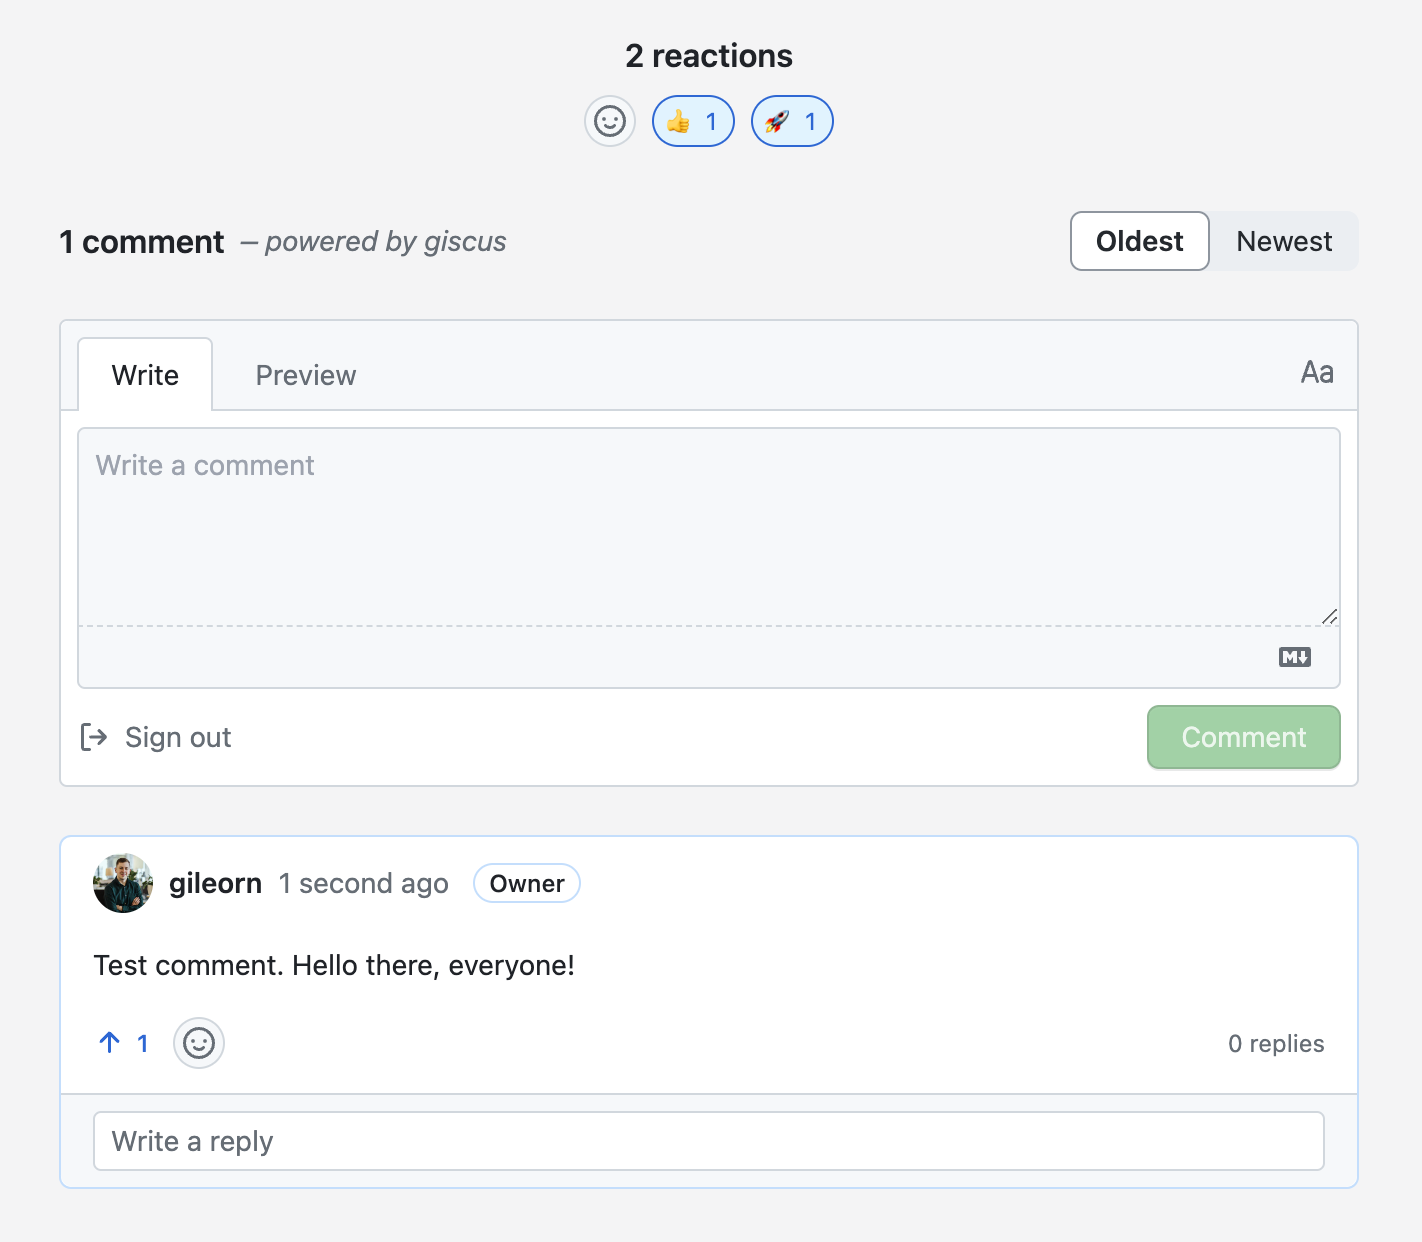 2 reactions
👍 1 🚀 1
1 comment – powered by giscus
Oldest Newest
Write Preview Aa
Write a comment
M↓
Sign out Comment
gileorn 1 second ago Owner
Test comment. Hello there, everyone!
↑ 1 0 replies
Write a reply